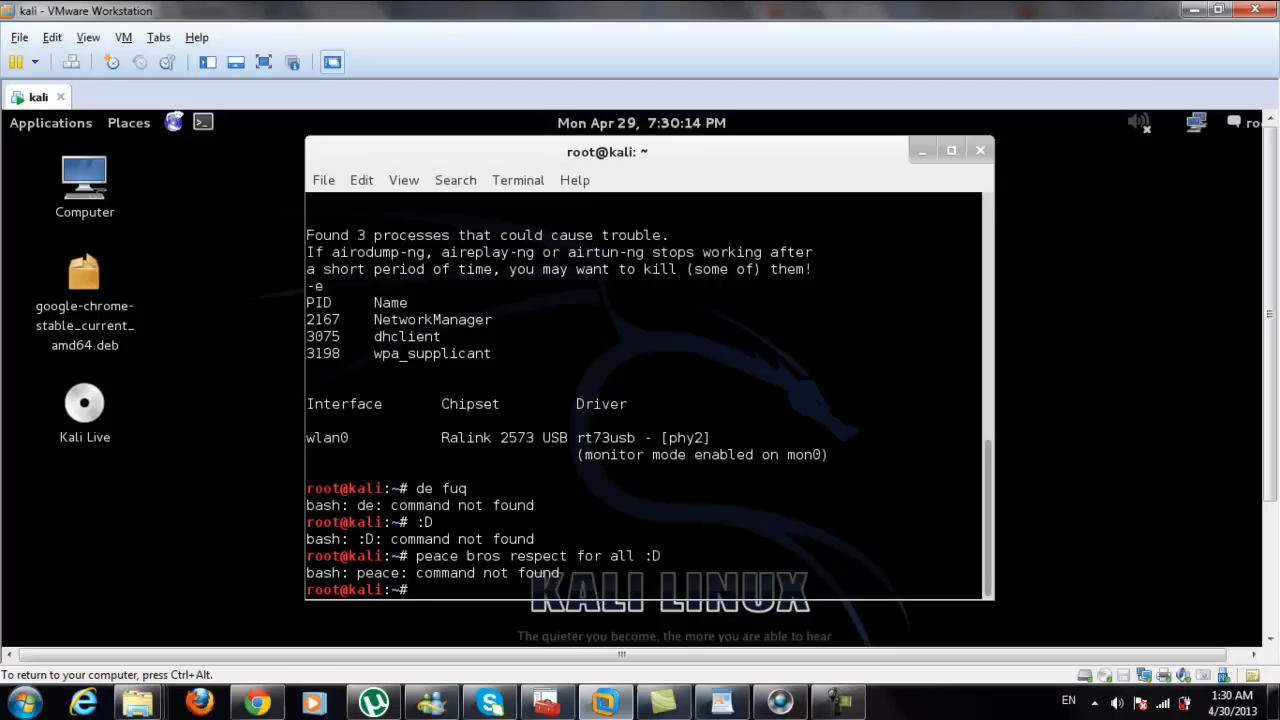 kali - VMware Workstation
File Edit View VM Tabs Help
kali
Applications Places Mon Apr 29, 7:30:14 PM ro
root@kali: ~
File Edit View Search Terminal Help
Computer
google-chrome-
stable_current_
amd64.deb
Kali Live
Found 3 processes that could cause trouble.
If airodump-ng, aireplay-ng or airtun-ng stops working after
a short period of time, you may want to kill (some of) them!
-e
PID Name
2167 NetworkManager
3075 dhclient
3198 wpa_supplicant
Interface Chipset Driver
wlan0 Ralink 2573 USB rt73usb - [phy2]
(monitor mode enabled on mon0)
root@kali:~# de fuq
bash: de: command not found
root@kali:~# :D
bash: :D: command not found
root@kali:~# peace bros respect for all :D
bash: peace: command not found
root@kali:~#
KALI LINUX
The quieter you become, the more you are able to hear
To return to your computer, press Ctrl+Alt.
EN 1:30 AM
4/30/2013